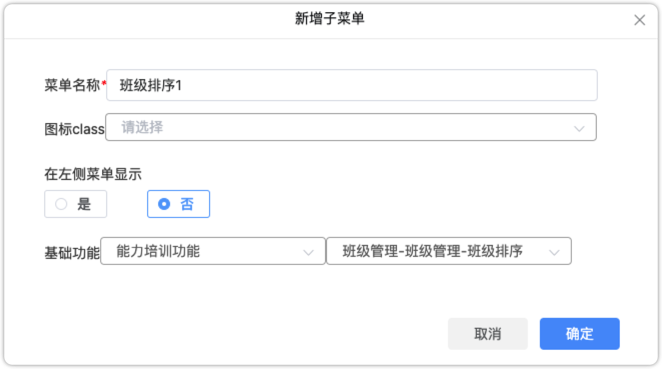 新增子菜单
菜单名称* 班级排序1
图标class 请选择
在左侧菜单显示
是 否
基础功能 能力培训功能 班级管理-班级管理-班级排序
取消 确定